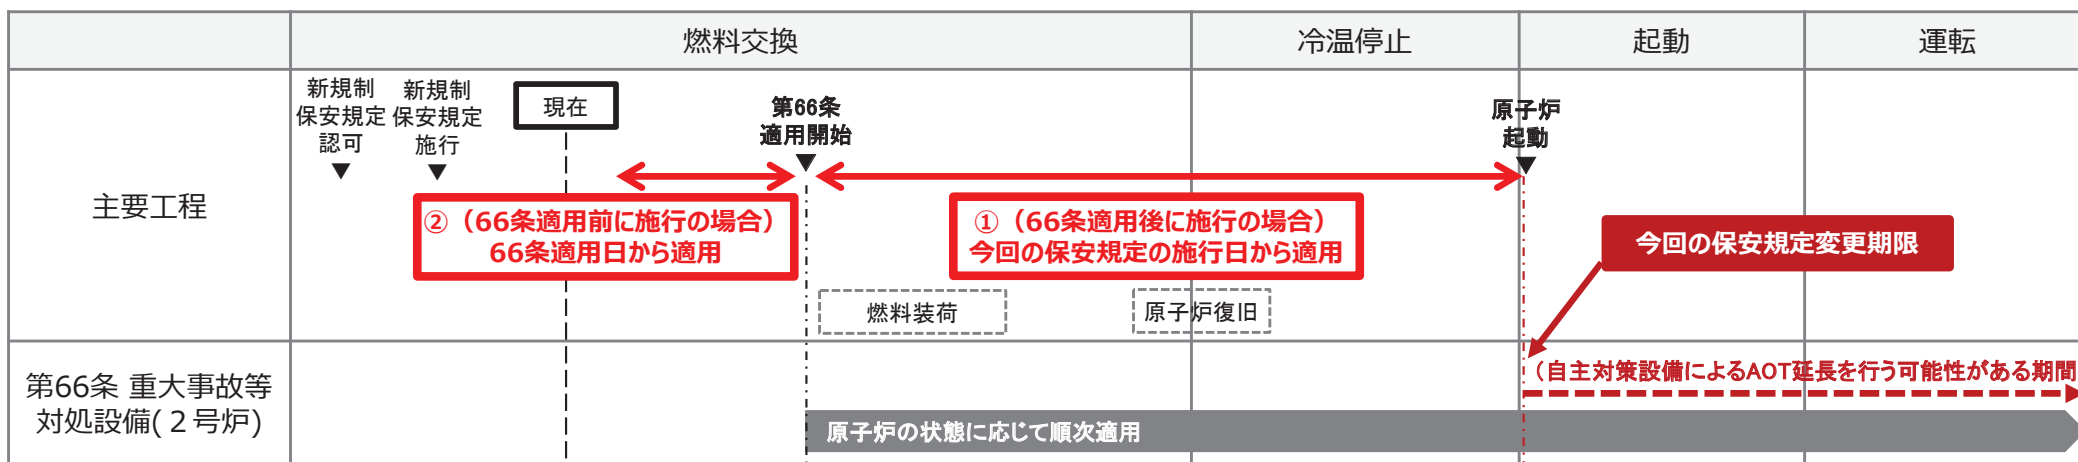 燃料交換
冷温停止
起動
運転
主要工程
新規制
保安規定
認可
▼
新規制
保安規定
施行
▼
現在
第66条
適用開始
▼
原子炉
起動
▼
②（66条適用前に施行の場合）
66条適用日から適用
①（66条適用後に施行の場合）
今回の保安規定の施行日から適用
今回の保安規定変更期限
燃料装荷
原子炉復旧
第66条 重大事故等
対処設備(２号炉)
（自主対策設備によるAOT延長を行う可能性がある期間
原子炉の状態に応じて順次適用